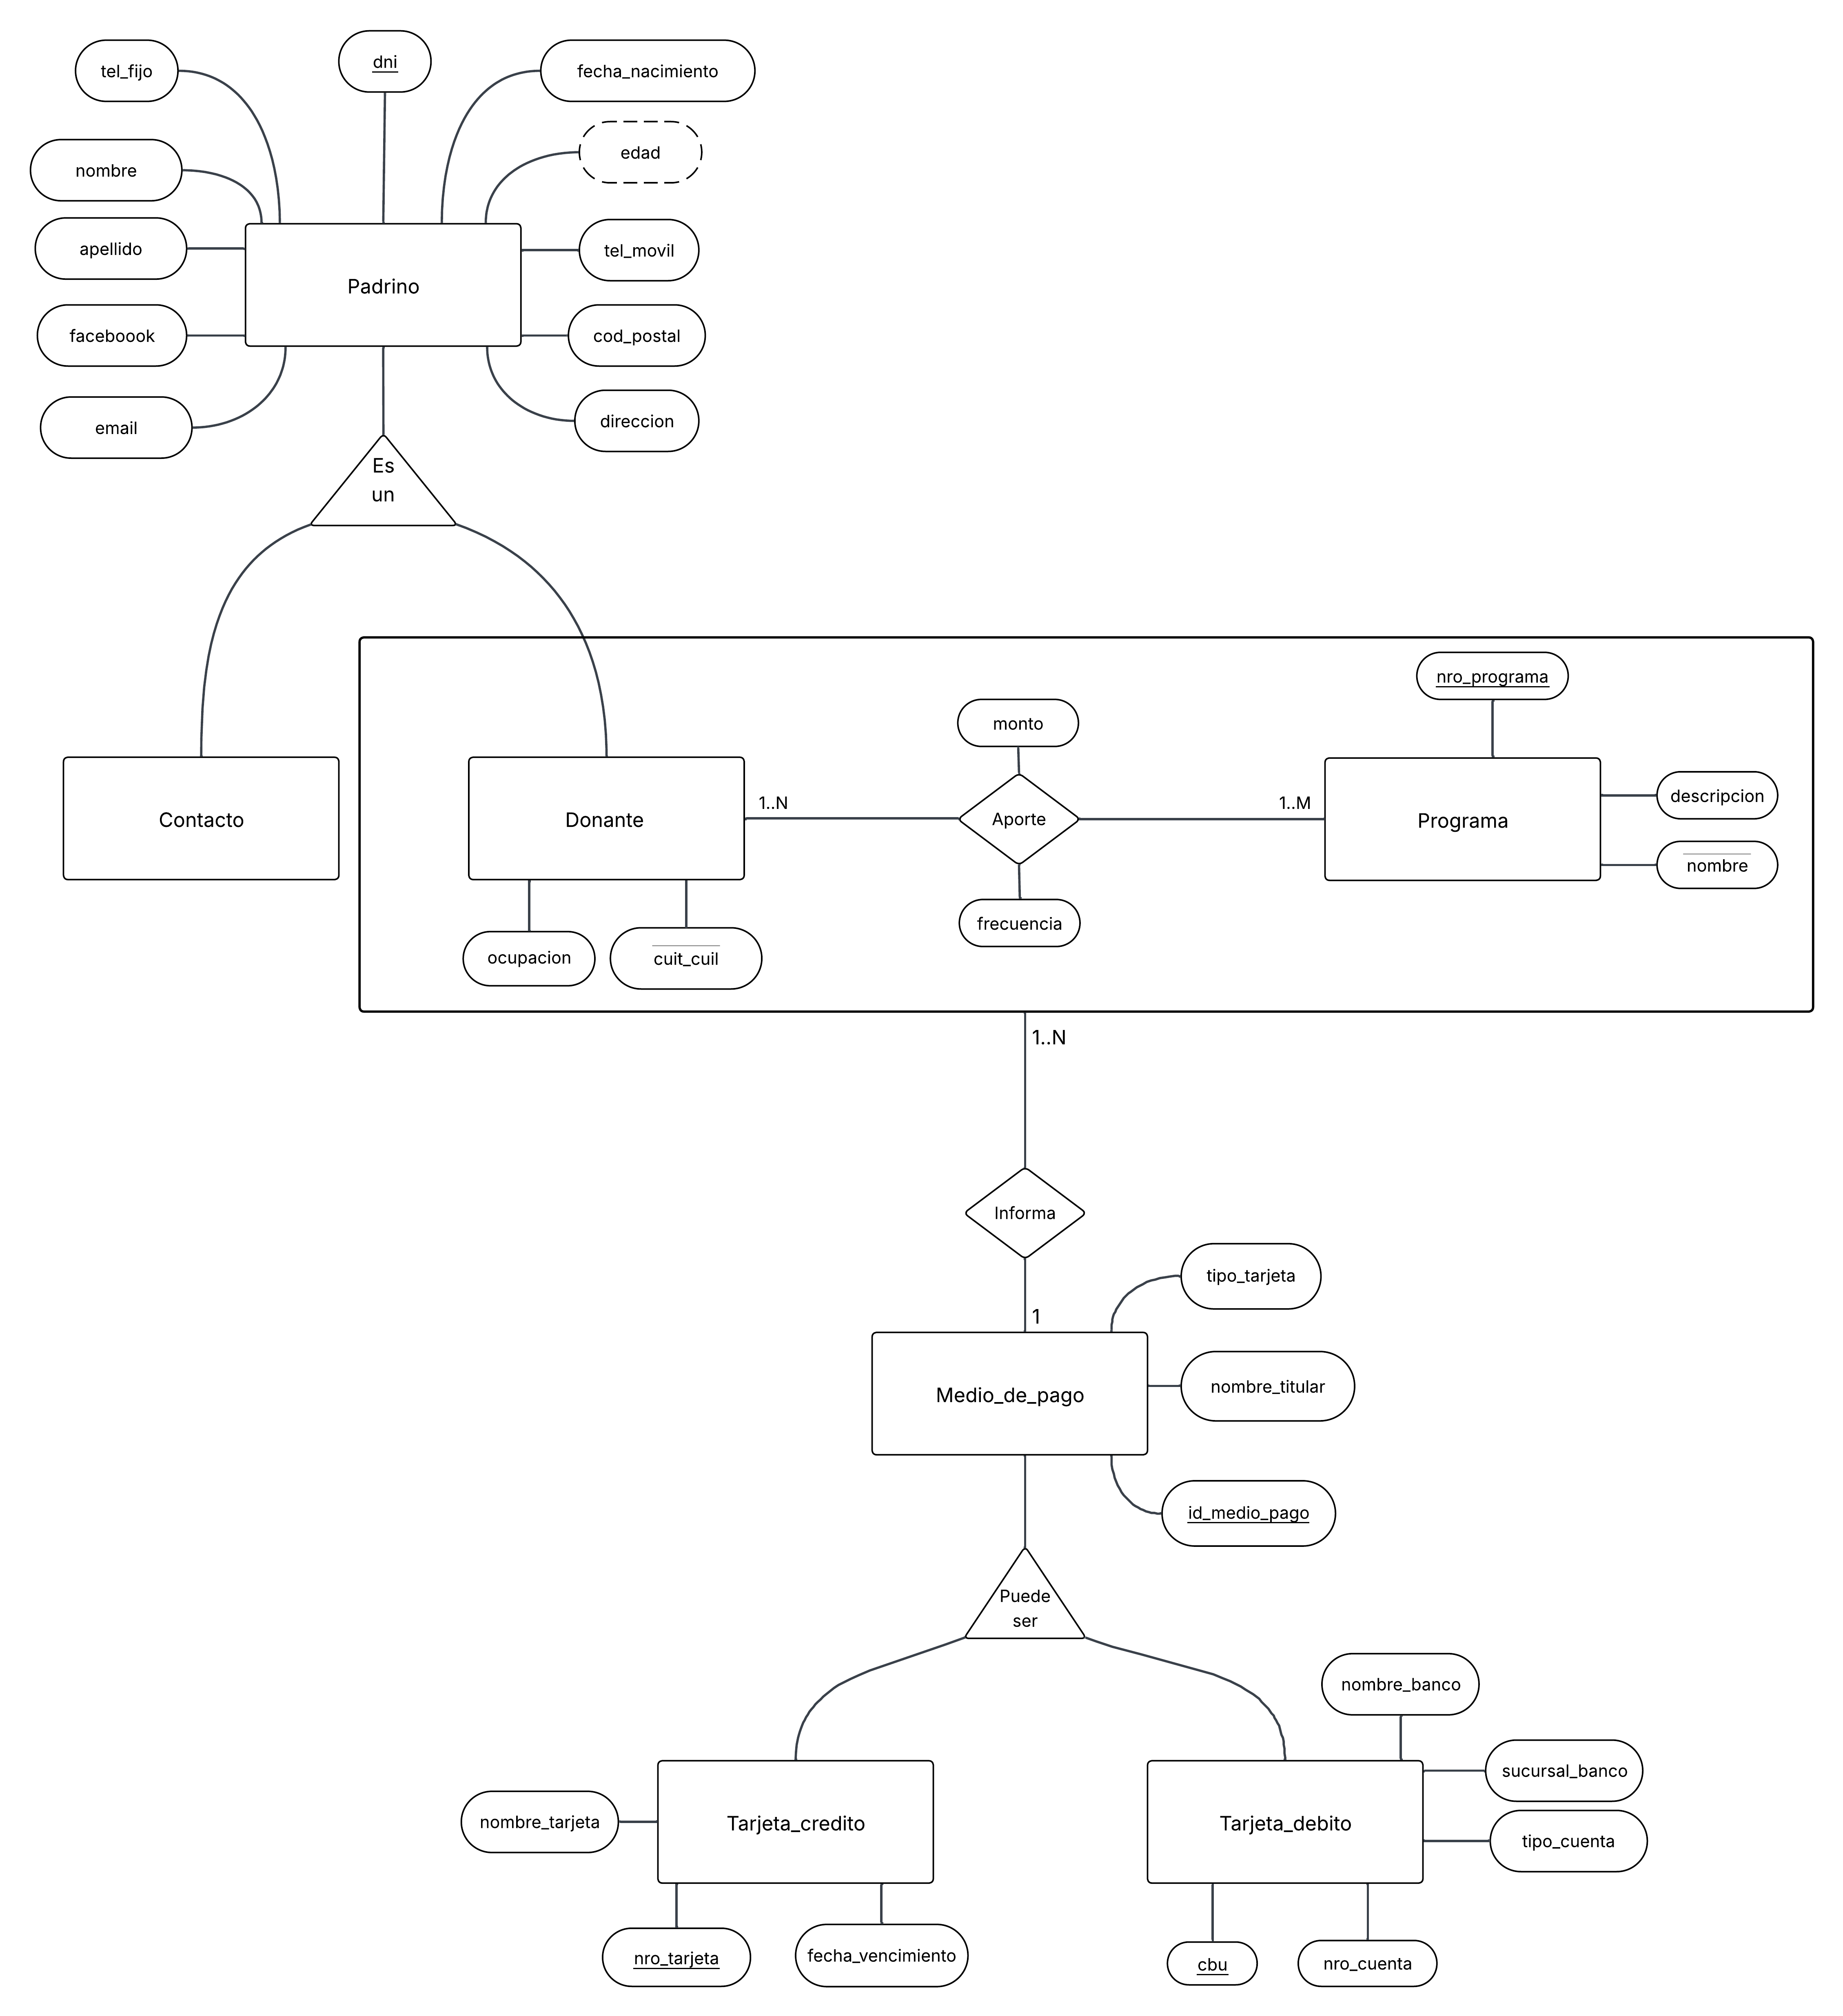 dni
tel_fijo
fecha_nacimiento
edad
nombre
apellido
tel_movil
Padrino
faceboook
cod_postal
email
direccion
Es
un
nro_programa
monto
descripcion
1..N
1..M
Contacto
Donante
Aporte
Programa
nombre
frecuencia
ocupacion
cuit_cuil
1..N
Informa
tipo_tarjeta
1
nombre_titular
Medio_de_pago
id_medio_pago
Puede
ser
nombre_banco
sucursal_banco
nombre_tarjeta
Tarjeta_credito
Tarjeta_debito
tipo_cuenta
nro_tarjeta
fecha_vencimiento
cbu
nro_cuenta